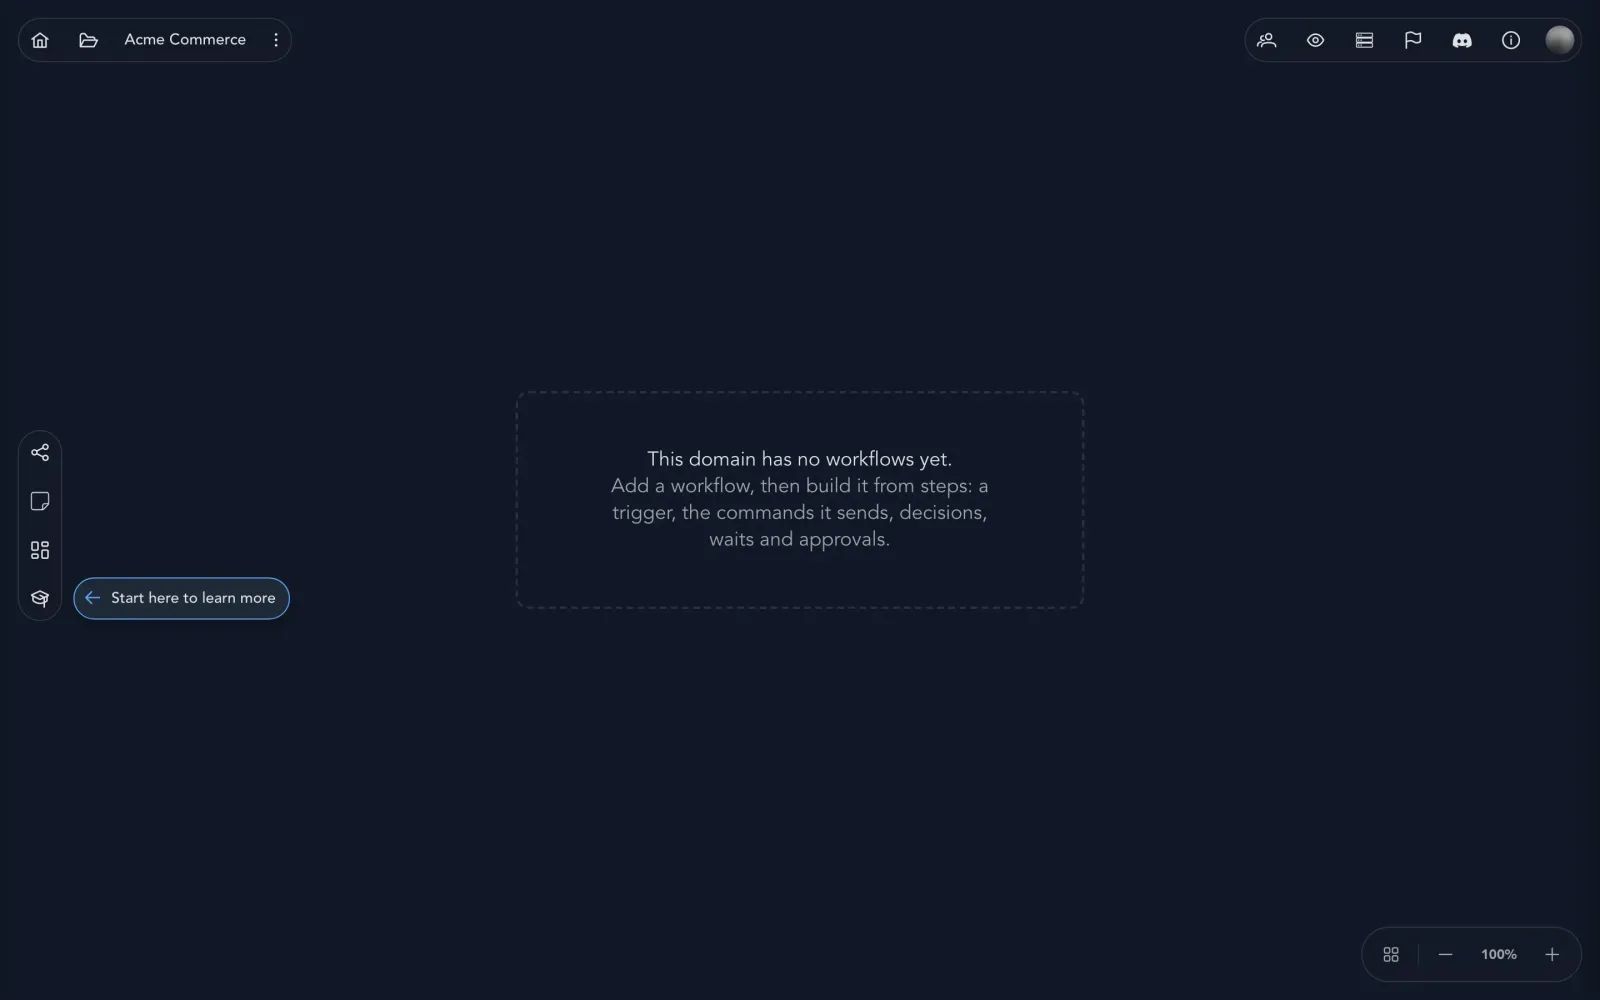 Acme Commerce
This domain has no workflows yet.
Add a workflow, then build it from steps: a
trigger, the commands it sends, decisions,
waits and approvals.
Start here to learn more
100%